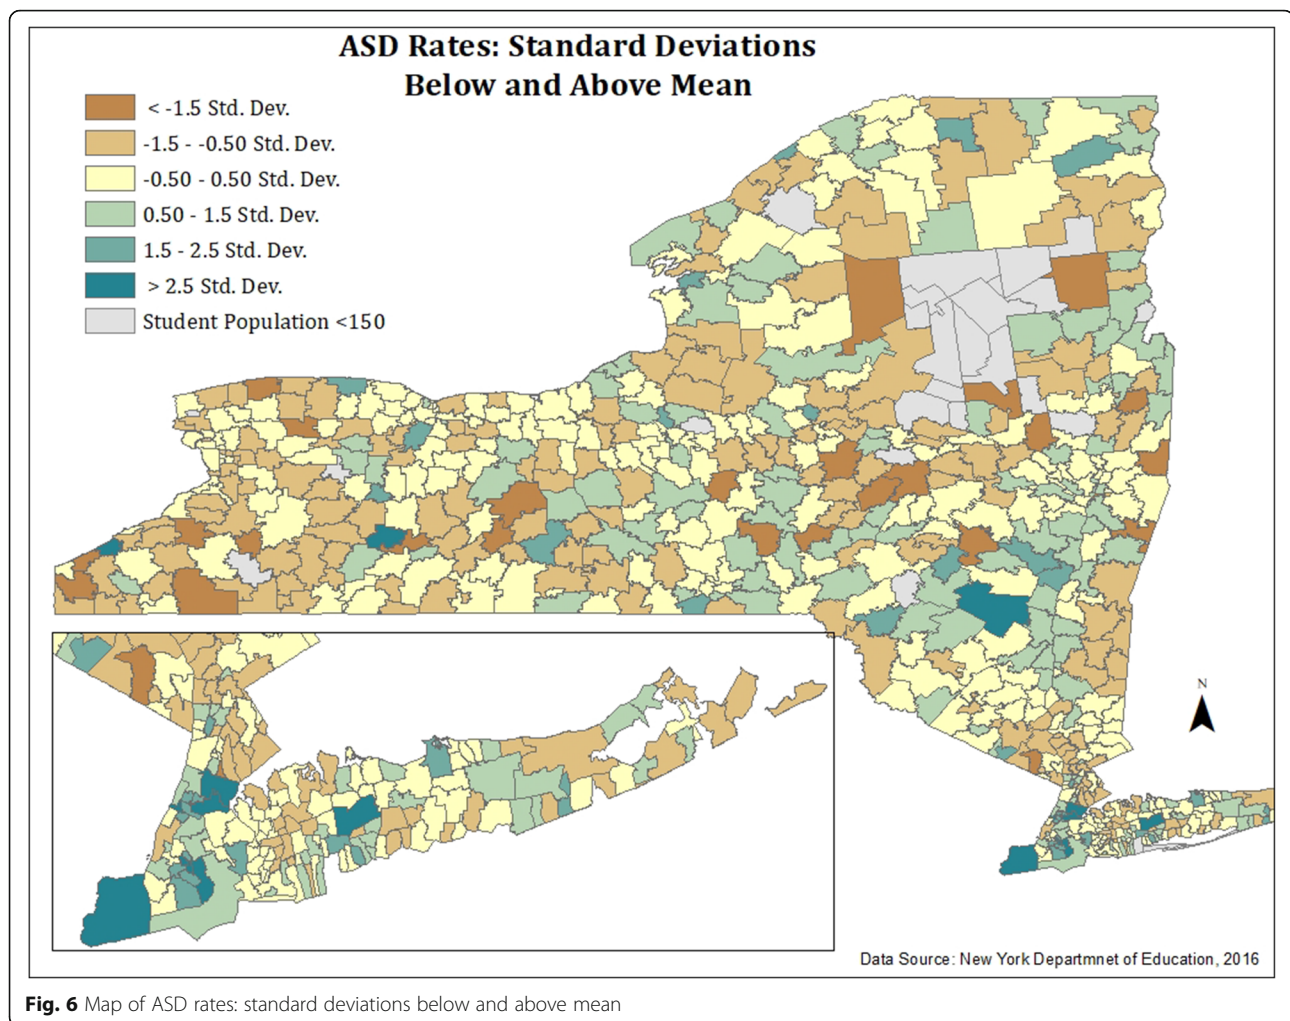 ASD Rates: Standard Deviations
Below and Above Mean
< -1.5 Std. Dev.
-1.5 - -0.50 Std. Dev.
-0.50 - 0.50 Std. Dev.
0.50 - 1.5 Std. Dev.
1.5 - 2.5 Std. Dev.
> 2.5 Std. Dev.
Student Population <150
N
Data Source: New York Departmnet of Education, 2016
Fig. 6 Map of ASD rates: standard deviations below and above mean